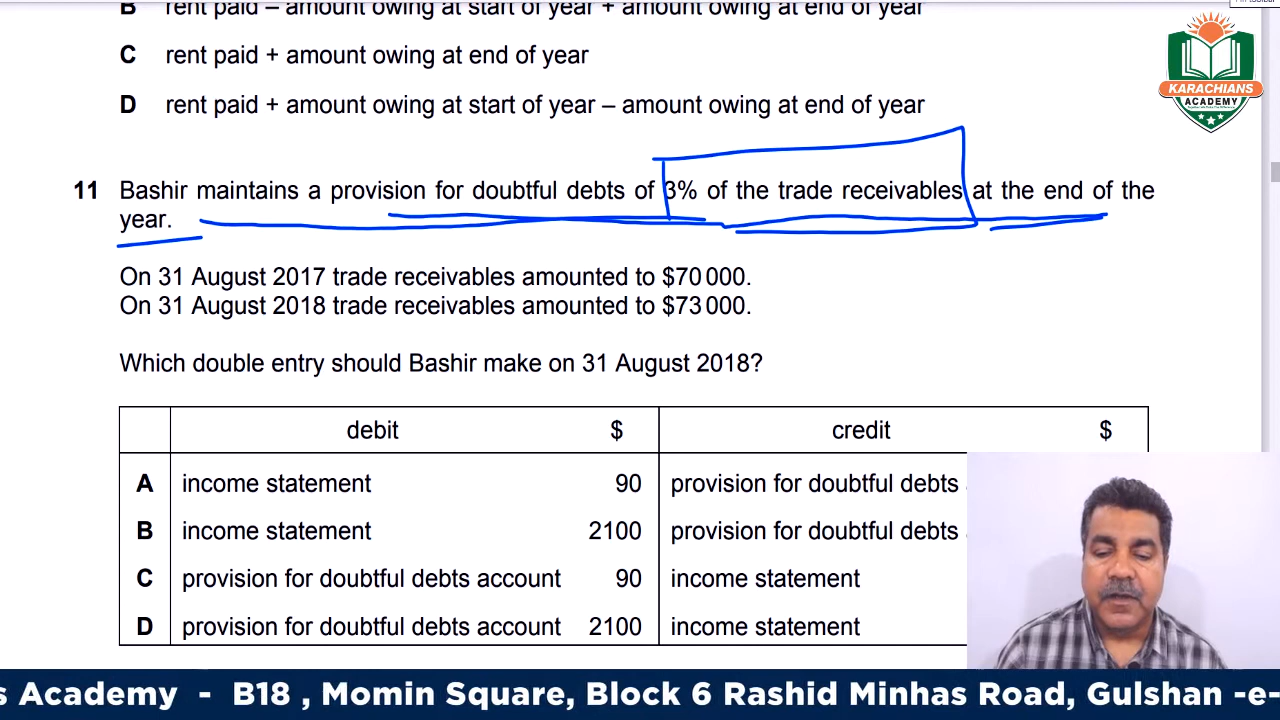 B rent paid – amount owing at start of year + amount owing at end of year
C rent paid + amount owing at end of year
D rent paid + amount owing at start of year – amount owing at end of year
KARACHIANS
ACADEMY
11 Bashir maintains a provision for doubtful debts of 3% of the trade receivables at the end of the
year.
On 31 August 2017 trade receivables amounted to $70 000.
On 31 August 2018 trade receivables amounted to $73 000.
Which double entry should Bashir make on 31 August 2018?
debit $ credit $
A income statement 90 provision for doubtful debts
B income statement 2100 provision for doubtful debts
C provision for doubtful debts account 90 income statement
D provision for doubtful debts account 2100 income statement
s Academy - B18 , Momin Square, Block 6 Rashid Minhas Road, Gulshan -e-